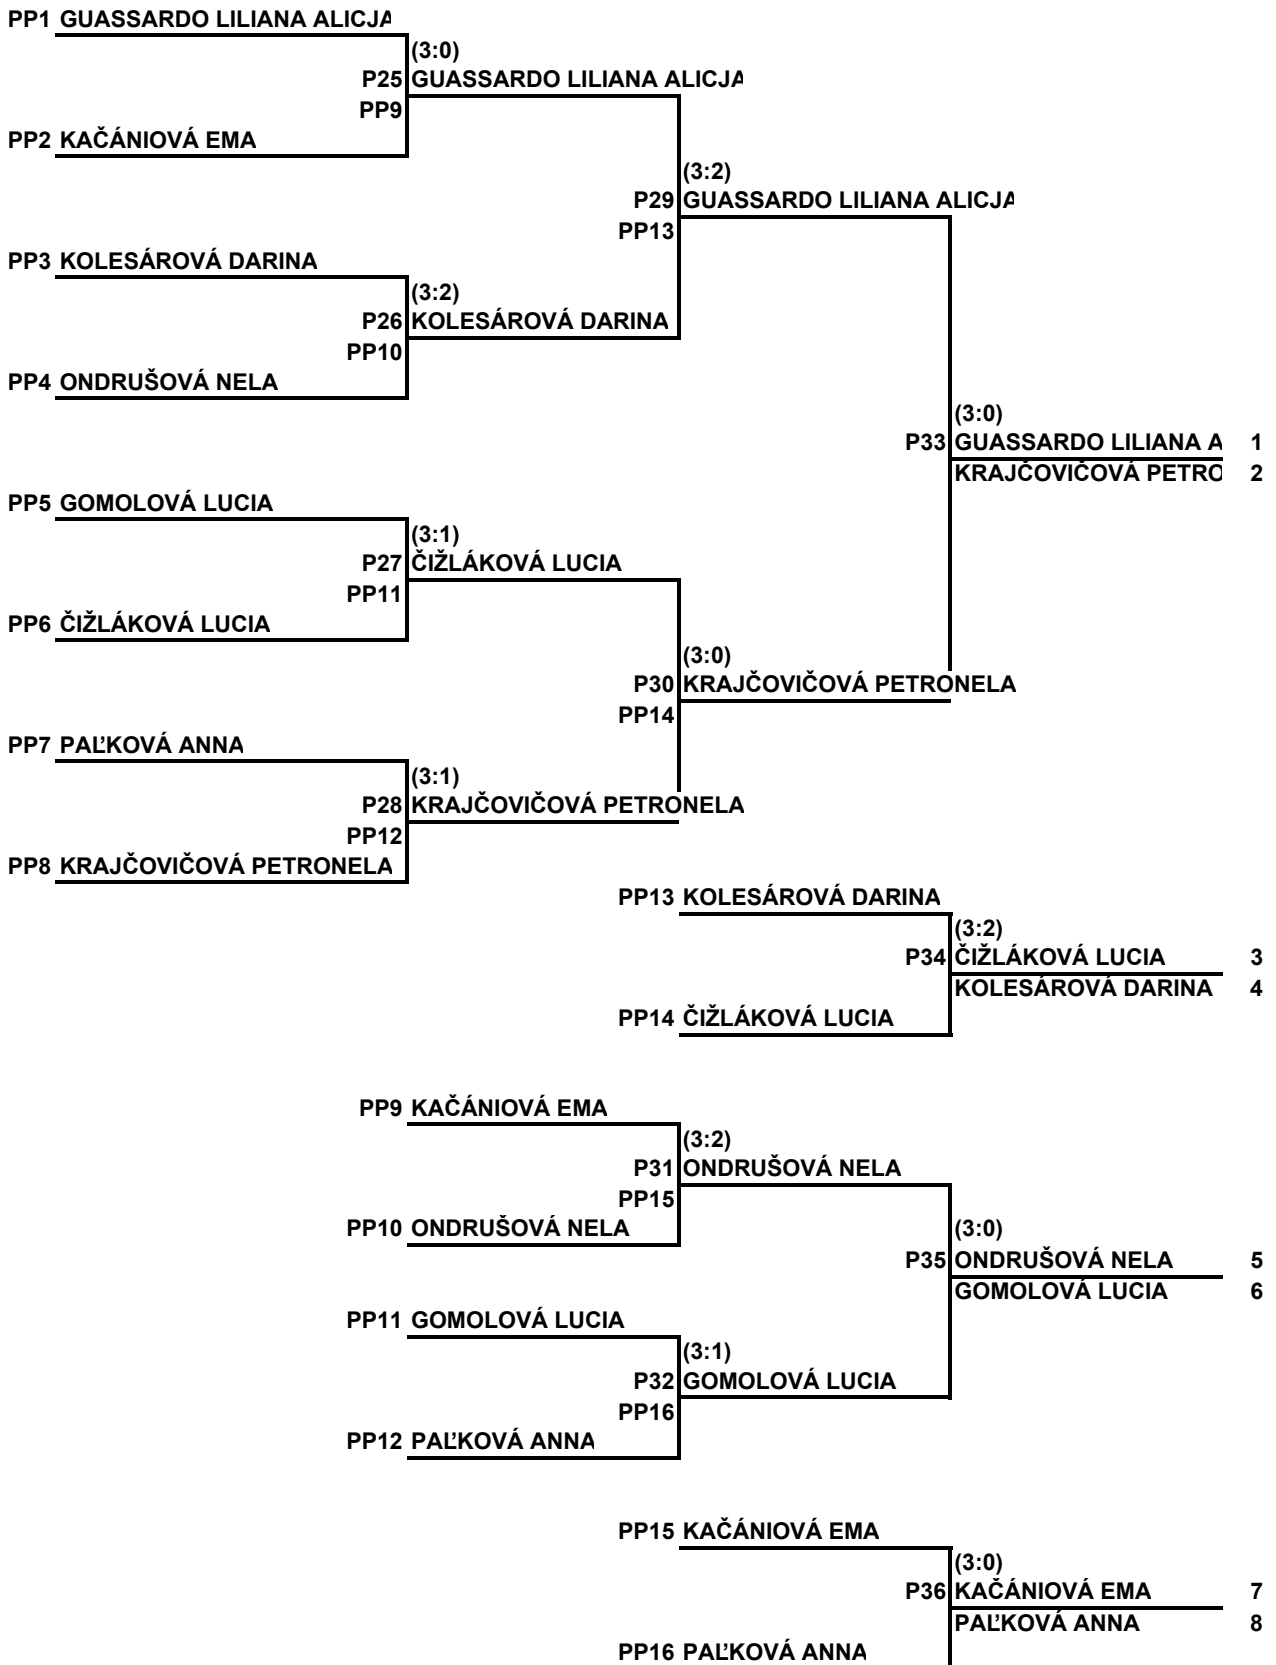 PP1 GUASSARDO LILIANA ALICJA
(3:0)
P25 GUASSARDO LILIANA ALICJA
PP9
PP2 KAČÁNIOVÁ EMA
(3:2)
P29 GUASSARDO LILIANA ALICJA
PP13
PP3 KOLESÁROVÁ DARINA
(3:2)
P26 KOLESÁROVÁ DARINA
PP10
PP4 ONDRUŠOVÁ NELA
(3:0)
P33 GUASSARDO LILIANA A 1
KRAJČOVIČOVÁ PETRO 2
PP5 GOMOLOVÁ LUCIA
(3:1)
P27 ČIŽLÁKOVÁ LUCIA
PP11
PP6 ČIŽLÁKOVÁ LUCIA
(3:0)
P30 KRAJČOVIČOVÁ PETRONELA
PP14
PP7 PAĽKOVÁ ANNA
(3:1)
P28 KRAJČOVIČOVÁ PETRONELA
PP12
PP8 KRAJČOVIČOVÁ PETRONELA
PP13 KOLESÁROVÁ DARINA
(3:2)
P34 ČIŽLÁKOVÁ LUCIA 3
KOLESÁROVÁ DARINA 4
PP14 ČIŽLÁKOVÁ LUCIA
PP9 KAČÁNIOVÁ EMA
(3:2)
P31 ONDRUŠOVÁ NELA
PP15
PP10 ONDRUŠOVÁ NELA
(3:0)
P35 ONDRUŠOVÁ NELA 5
GOMOLOVÁ LUCIA 6
PP11 GOMOLOVÁ LUCIA
(3:1)
P32 GOMOLOVÁ LUCIA
PP16
PP12 PAĽKOVÁ ANNA
PP15 KAČÁNIOVÁ EMA
(3:0)
P36 KAČÁNIOVÁ EMA 7
PAĽKOVÁ ANNA 8
PP16 PAĽKOVÁ ANNA